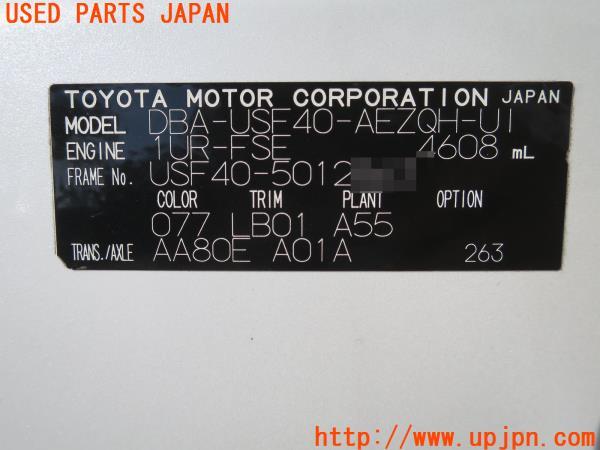 USED PARTS JAPAN
TOYOTA MOTOR CORPORATION JAPAN
MODEL DBA-USF40-AEZQH-UI
ENGINE 1UR-FSE 4608 mL
FRAME No. USF40-5012
COLOR TRIM PLANT OPTION
077 LB01 A55
TRANS./AXLE AA80E A01A 263
http://www.upjpn.com/